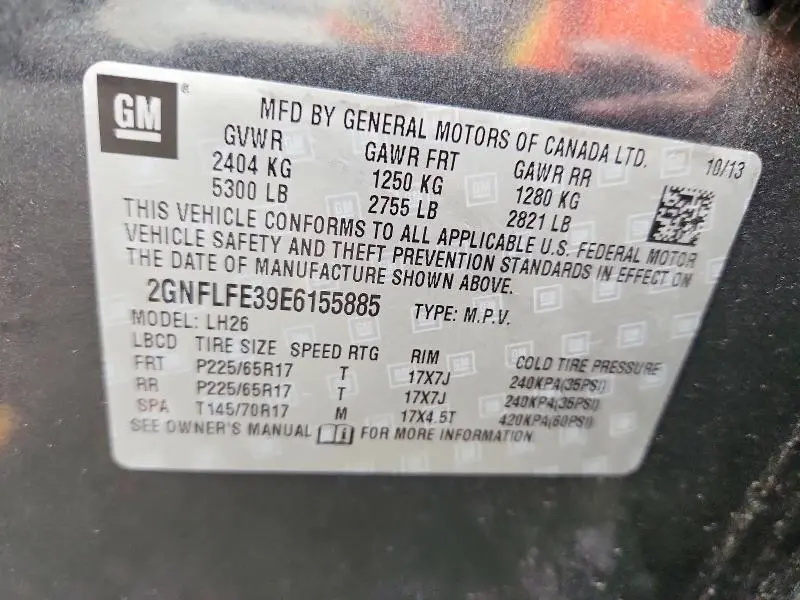 GM
MFD BY GENERAL MOTORS OF CANADA LTD.
10/13
GVWR GAWR FRT GAWR RR
2404 KG 1250 KG 1280 KG
5300 LB 2755 LB 2821 LB
THIS VEHICLE CONFORMS TO ALL APPLICABLE U.S. FEDERAL MOTOR
VEHICLE SAFETY AND THEFT PREVENTION STANDARDS IN EFFECT ON
THE DATE OF MANUFACTURE SHOWN ABOVE.
2GNFLFE39E6155885 TYPE: M.P.V.
MODEL: LH26
LBCD TIRE SIZE SPEED RTG RIM COLD TIRE PRESSURE
FRT P225/65R17 T 17X7J 240KPA(35PSI)
RR P225/65R17 T 17X7J 240KPA(35PSI)
SPA T145/70R17 M 17X4.5T 420KPA(60PSI)
SEE OWNER'S MANUAL FOR MORE INFORMATION.